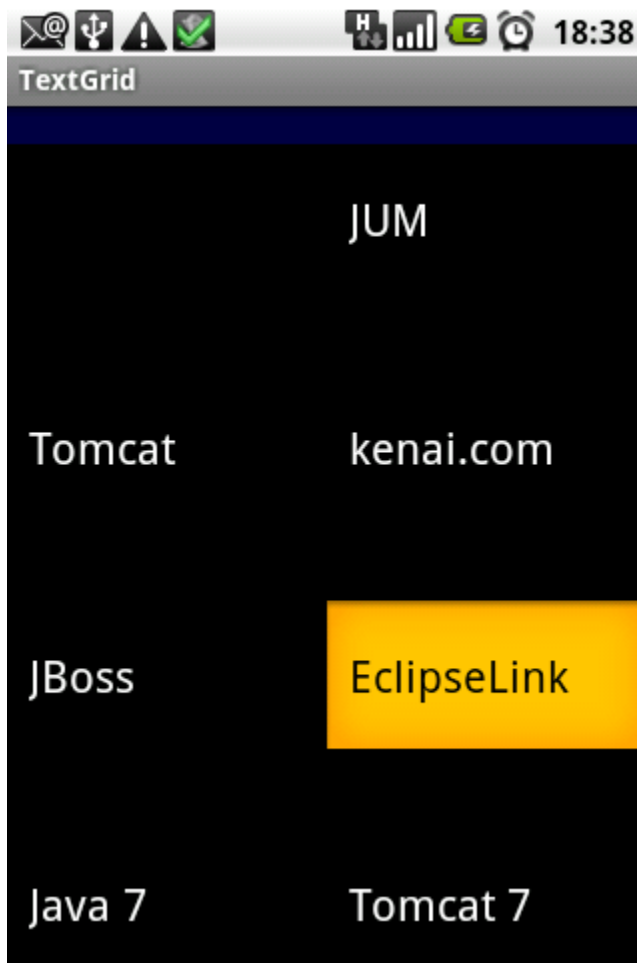 H 18:38
TextGrid
JUM
Tomcat kenai.com
JBoss EclipseLink
Java 7 Tomcat 7